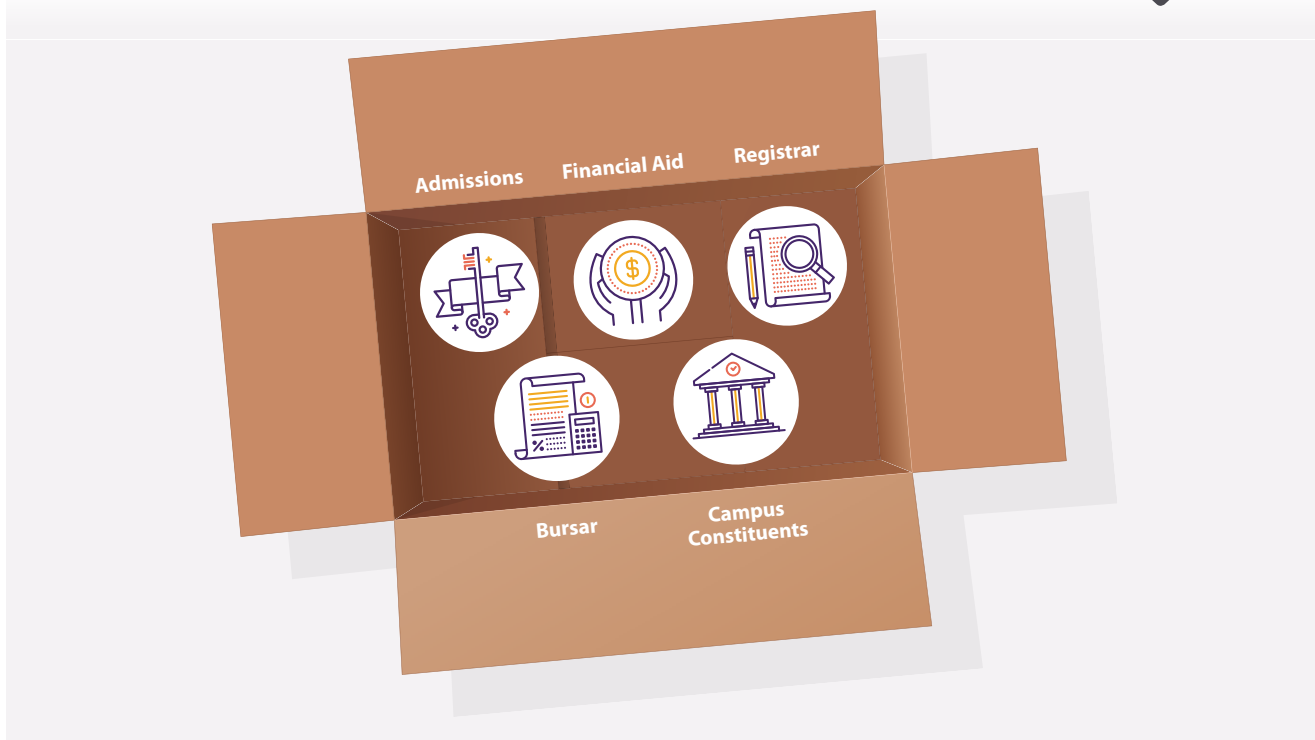 Admissions
Financial Aid
Registrar
$
%
Bursar
Campus
Constituents